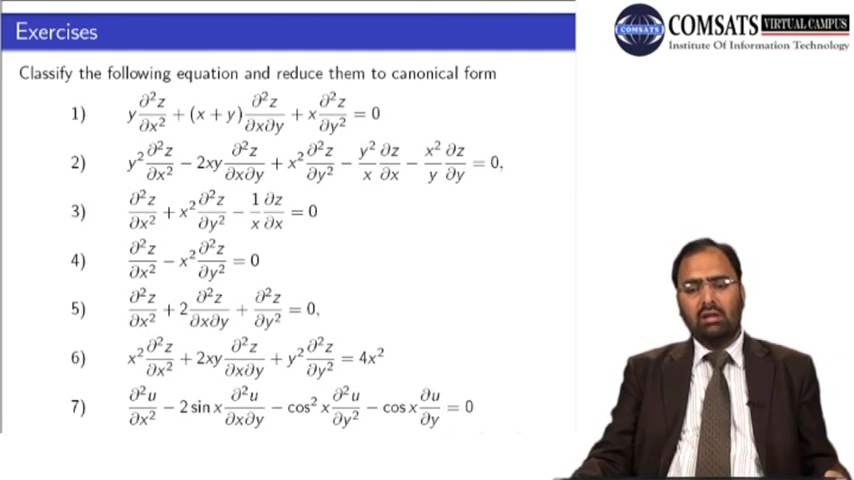 Exercises
COMSATS VIRTUAL CAMPUS
Institute Of Information Technology
COMSATS
Classify the following equation and reduce them to canonical form
1) y ∂²z/∂x² + (x + y) ∂²z/∂x∂y + x ∂²z/∂y² = 0
2) y² ∂²z/∂x² − 2xy ∂²z/∂x∂y + x² ∂²z/∂y² − y²/x ∂z/∂x − x²/y ∂z/∂y = 0,
3) ∂²z/∂x² + x² ∂²z/∂y² − 1/x ∂z/∂x = 0
4) ∂²z/∂x² − x² ∂²z/∂y² = 0
5) ∂²z/∂x² + 2 ∂²z/∂x∂y + ∂²z/∂y² = 0,
6) x² ∂²z/∂x² + 2xy ∂²z/∂x∂y + y² ∂²z/∂y² = 4x²
7) ∂²u/∂x² − 2 sin x ∂²u/∂x∂y − cos² x ∂²u/∂y² − cos x ∂u/∂y = 0